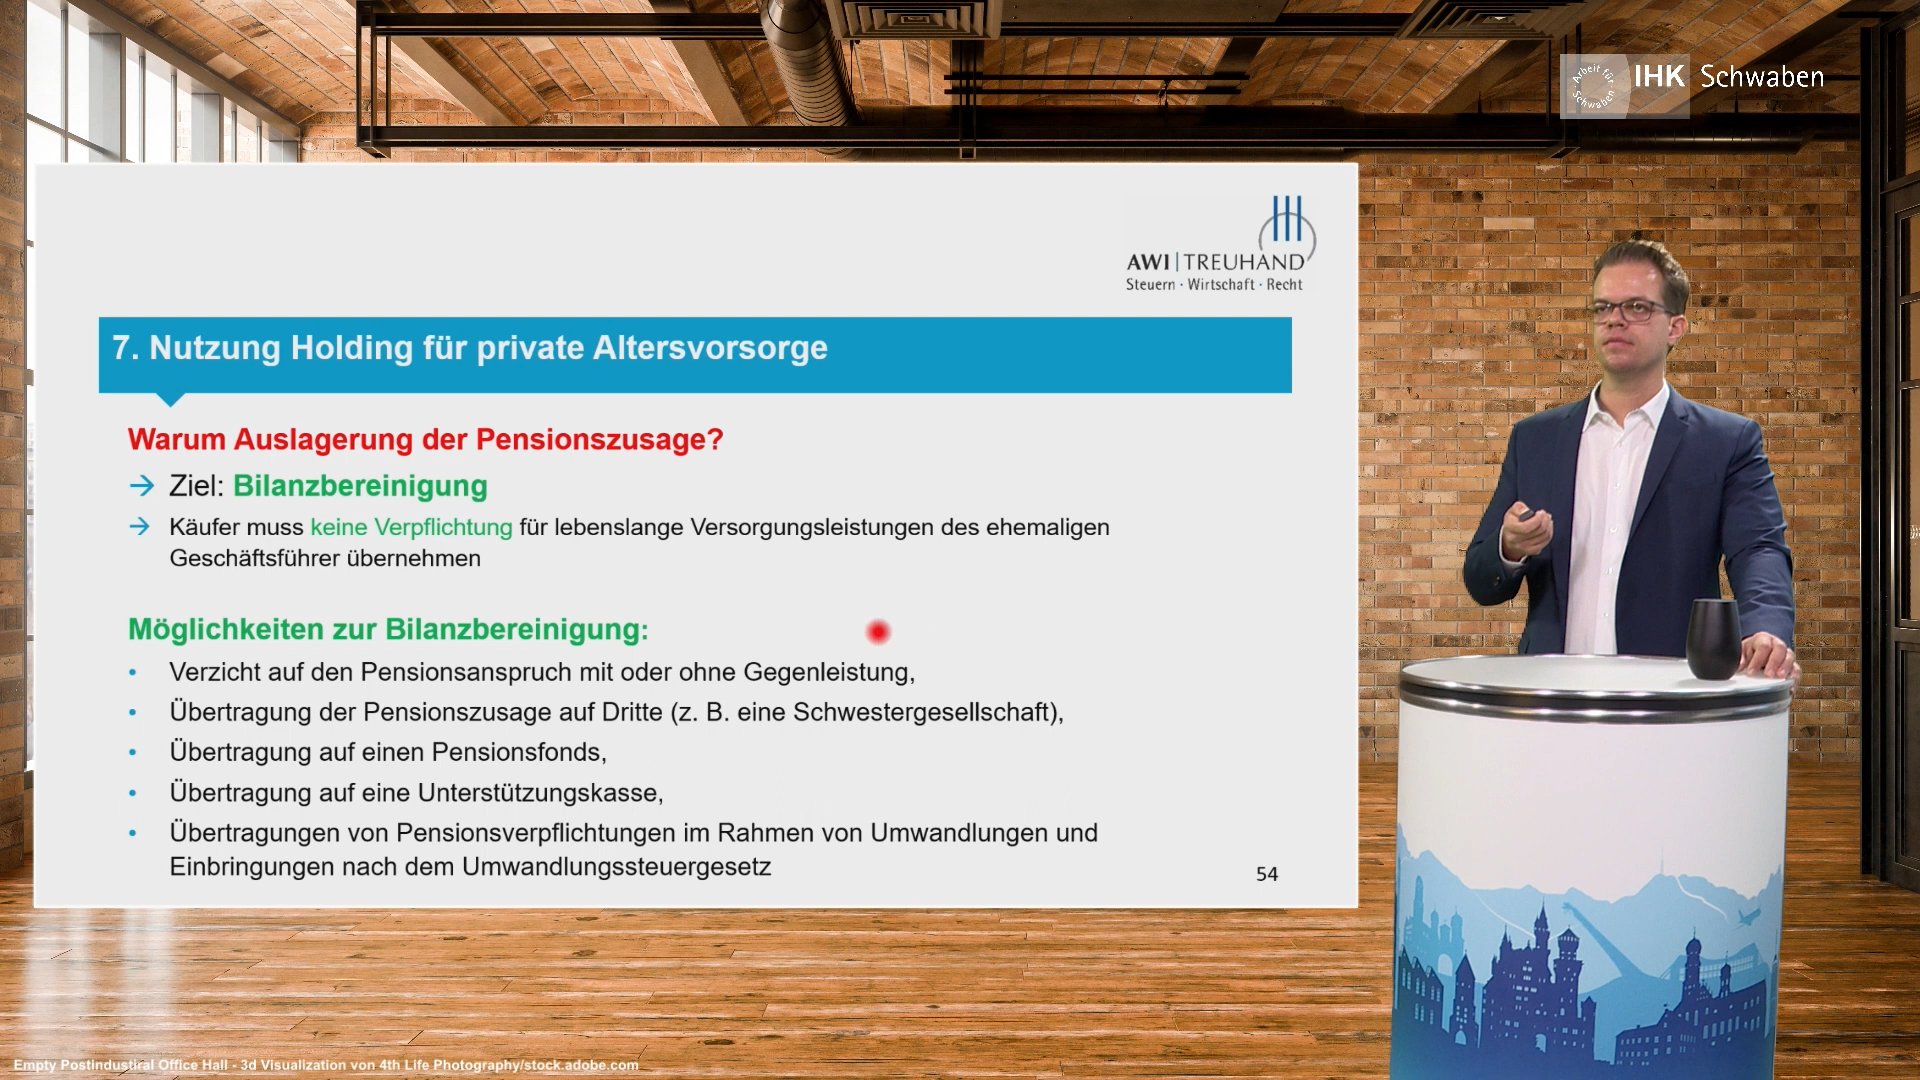 Arbeit für Schwaben
IHK Schwaben
AWI | TREUHAND
Steuern · Wirtschaft · Recht
7. Nutzung Holding für private Altersvorsorge
Warum Auslagerung der Pensionszusage?
→ Ziel: Bilanzbereinigung
→ Käufer muss keine Verpflichtung für lebenslange Versorgungsleistungen des ehemaligen
Geschäftsführer übernehmen
Möglichkeiten zur Bilanzbereinigung:
• Verzicht auf den Pensionsanspruch mit oder ohne Gegenleistung,
• Übertragung der Pensionszusage auf Dritte (z. B. eine Schwestergesellschaft),
• Übertragung auf einen Pensionsfonds,
• Übertragung auf eine Unterstützungskasse,
• Übertragungen von Pensionsverpflichtungen im Rahmen von Umwandlungen und
Einbringungen nach dem Umwandlungssteuergesetz
54
Empty Postindustiral Office Hall - 3d Visualization von 4th Life Photography/stock.adobe.com